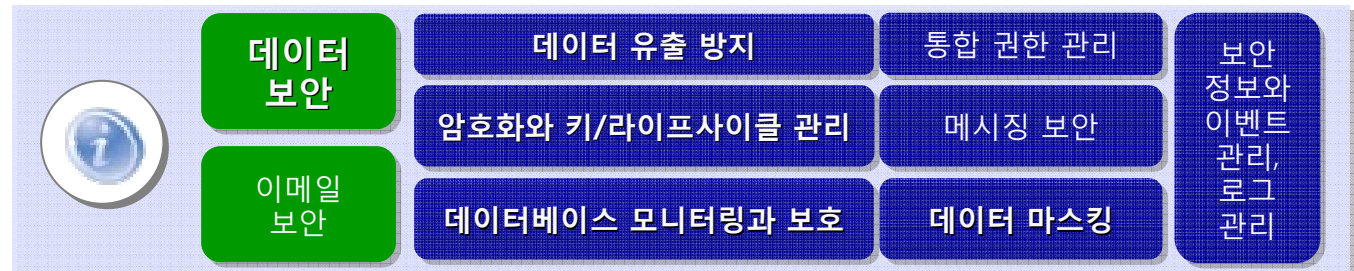 데이터
보안
이메일
보안
데이터 유출 방지
암호화와 키/라이프사이클 관리
데이터베이스 모니터링과 보호
통합 권한 관리
메시징 보안
데이터 마스킹
보안
정보와
이벤트
관리,
로그
관리